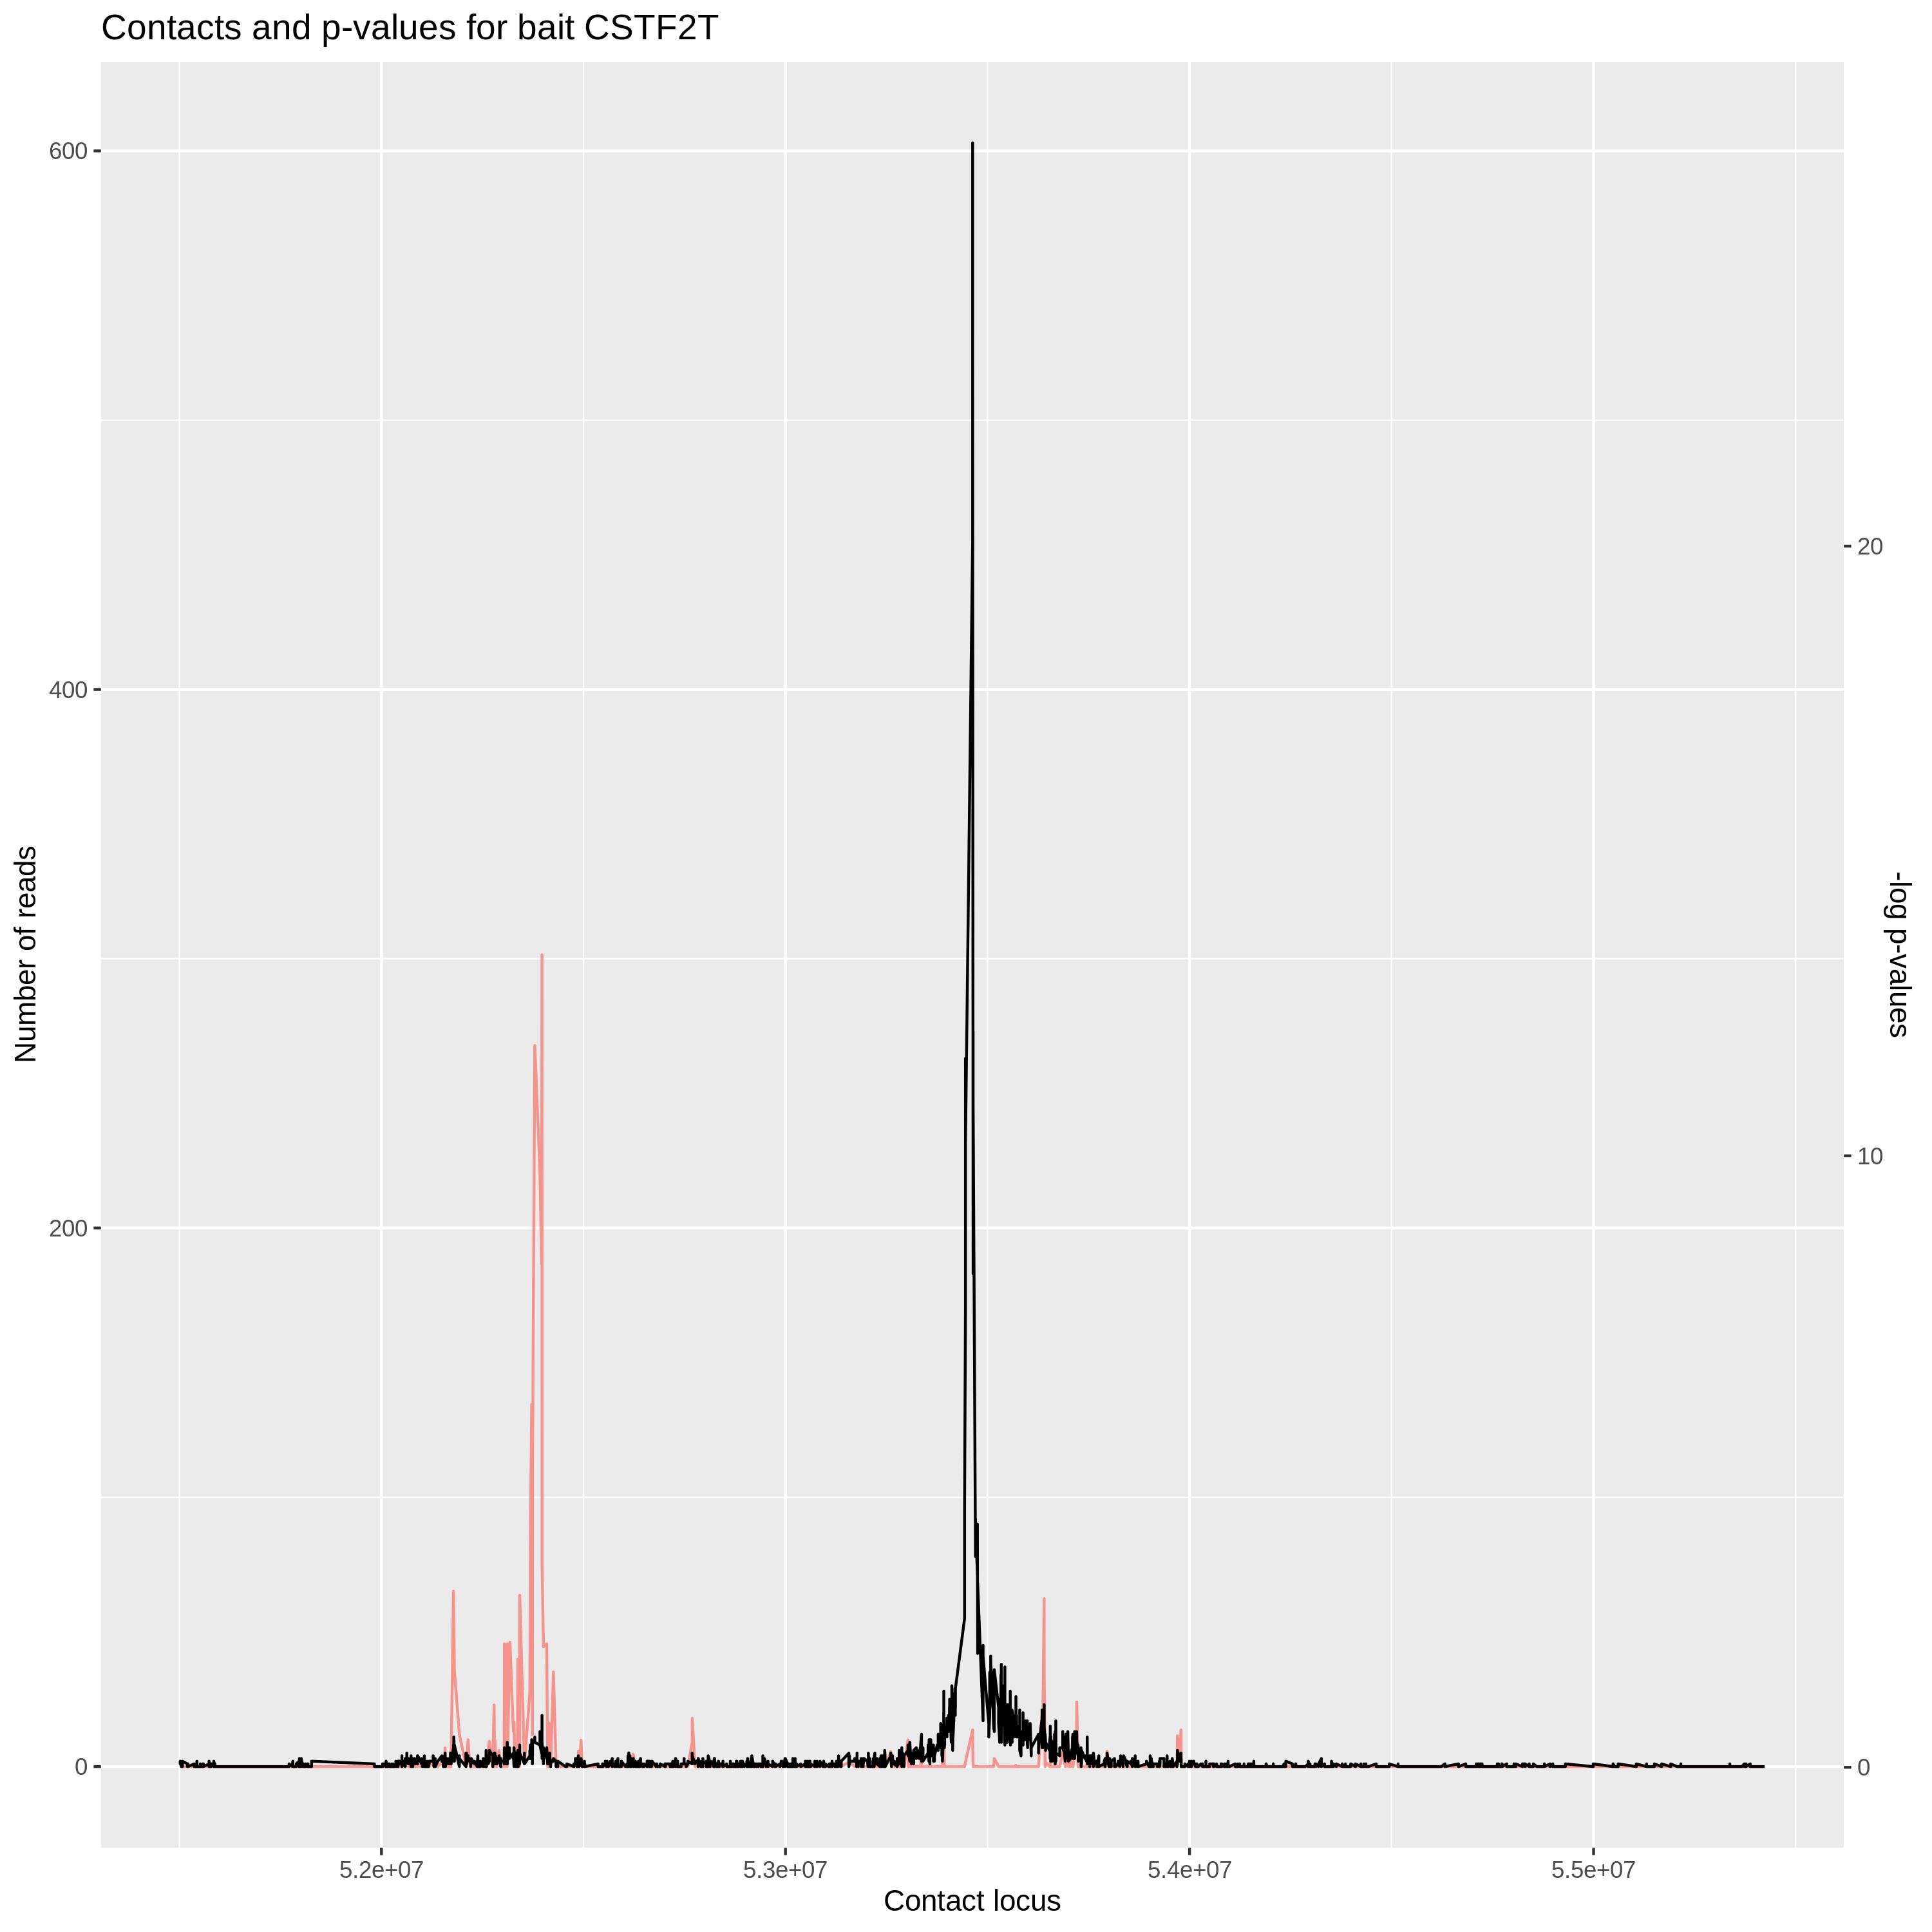 Contacts and p-values for bait CSTF2T
600
400
200
0
Number of reads
20
10
0
-log p-values
5.2e+07
5.3e+07
5.4e+07
5.5e+07
Contact locus